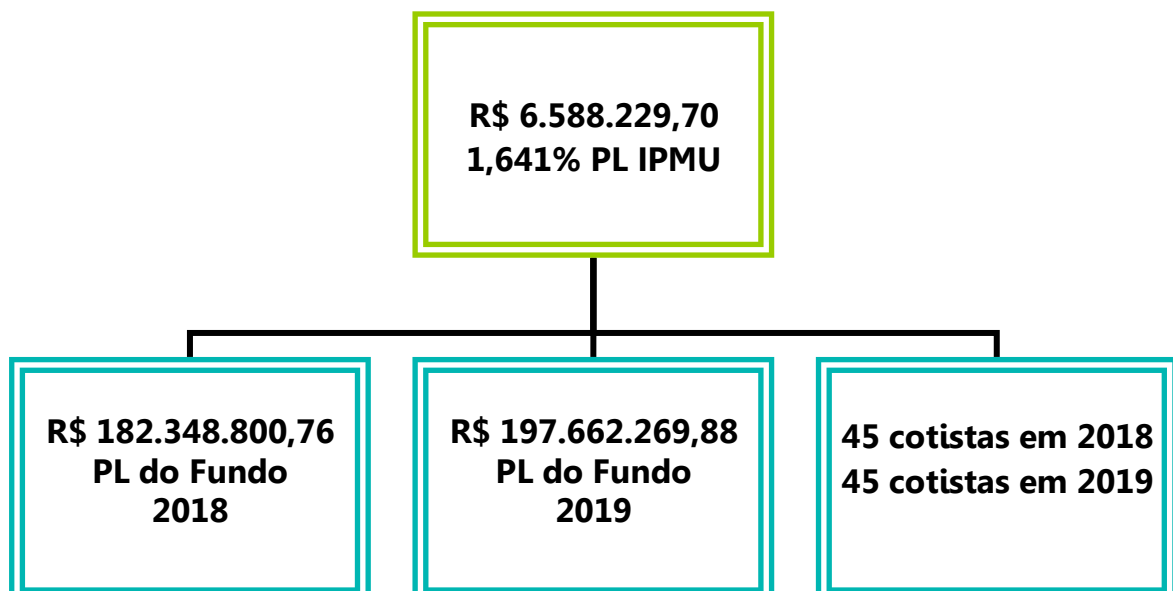 R$ 6.588.229,70
1,641% PL IPMU
R$ 182.348.800,76
PL do Fundo
2018
R$ 197.662.269,88
PL do Fundo
2019
45 cotistas em 2018
45 cotistas em 2019